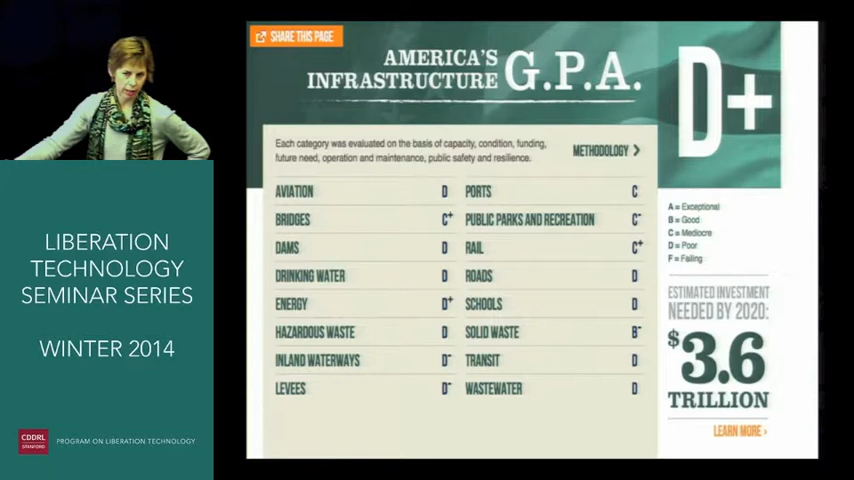 SHARE THIS PAGE
AMERICA'S
INFRASTRUCTURE
G.P.A.
D+
Each category was evaluated on the basis of capacity, condition, funding,
future need, operation and maintenance, public safety and resilience.
METHODOLOGY >
AVIATION D
BRIDGES C+
DAMS D
DRINKING WATER D
ENERGY D+
HAZARDOUS WASTE D
INLAND WATERWAYS D-
LEVEES D-
PORTS C
PUBLIC PARKS AND RECREATION C-
RAIL C+
ROADS D
SCHOOLS D
SOLID WASTE B-
TRANSIT D
WASTEWATER D
A = Exceptional
B = Good
C = Mediocre
D = Poor
F = Failing
ESTIMATED INVESTMENT
NEEDED BY 2020:
$3.6
TRILLION
LEARN MORE >
LIBERATION
TECHNOLOGY
SEMINAR SERIES
WINTER 2014
CDDRL
STANFORD
PROGRAM ON LIBERATION TECHNOLOGY